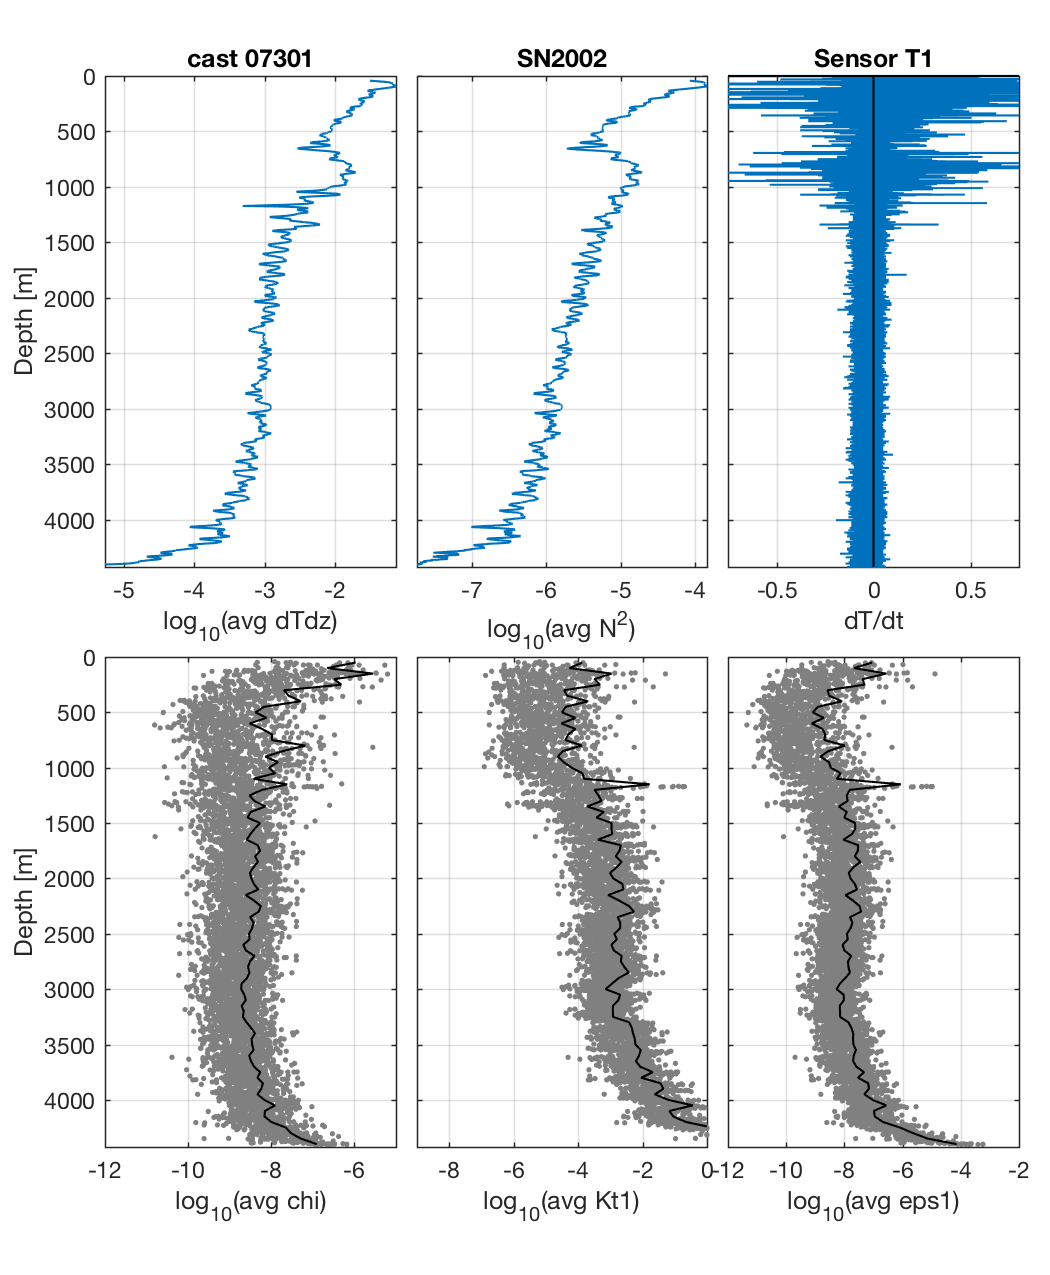 cast 07301 SN2002 Sensor T1
0
500
1000
1500
2000
2500
3000
3500
4000
Depth [m]
-5 -4 -3 -2 -7 -6 -5 -4 -0.5 0 0.5
log10(avg dTdz) log10(avg N2) dT/dt
0
500
1000
1500
2000
2500
3000
3500
4000
Depth [m]
-12 -10 -8 -6 -8 -6 -4 -2 0 -12 -10 -8 -6 -4 -2
log10(avg chi) log10(avg Kt1) log10(avg eps1)